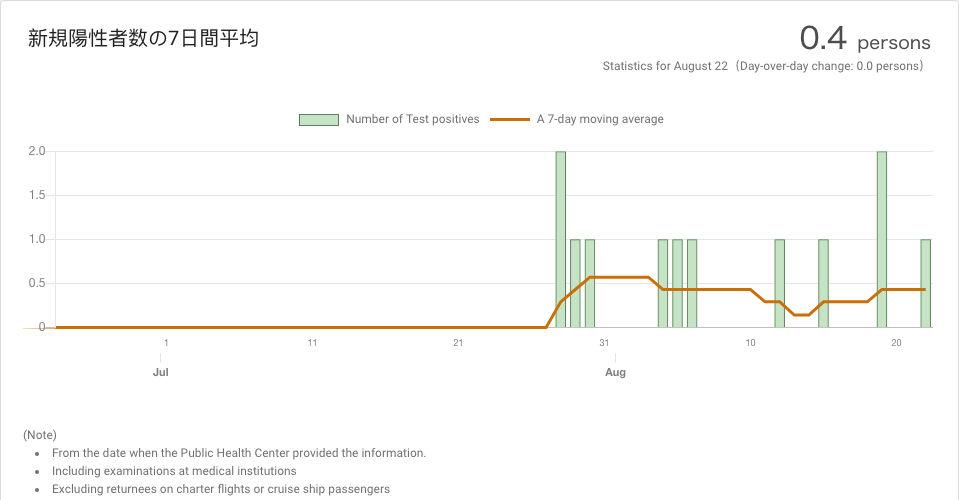 新規陽性者数の7日間平均
0.4 persons
Statistics for August 22（Day-over-day change: 0.0 persons）
Number of Test positives A 7-day moving average
2.0
1.5
1.0
0.5
0
1 11 21 31 10 20
Jul Aug
(Note)
• From the date when the Public Health Center provided the information.
• Including examinations at medical institutions
• Excluding returnees on charter flights or cruise ship passengers